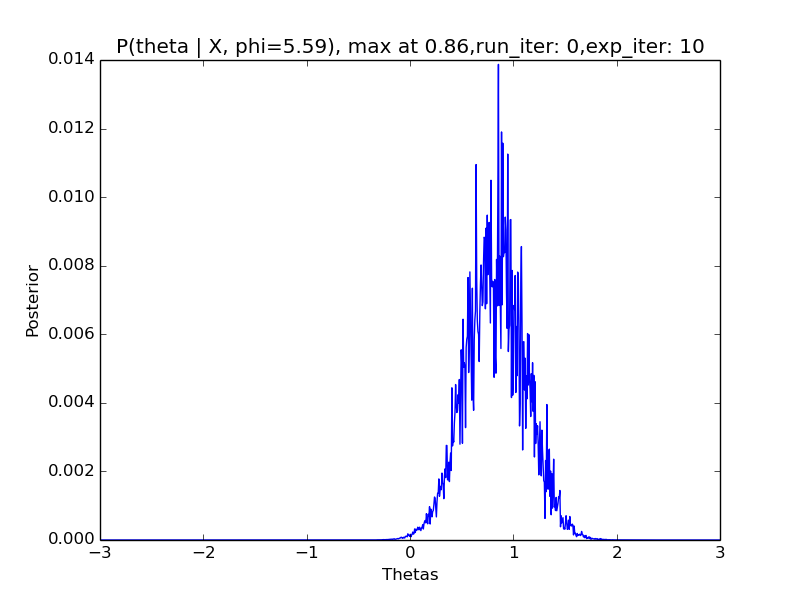 P(theta | X, phi=5.59), max at 0.86,run_iter: 0,exp_iter: 10
0.014
0.012
0.010
0.008
0.006
0.004
0.002
0.000
Posterior
−3 −2 −1 0 1 2 3
Thetas